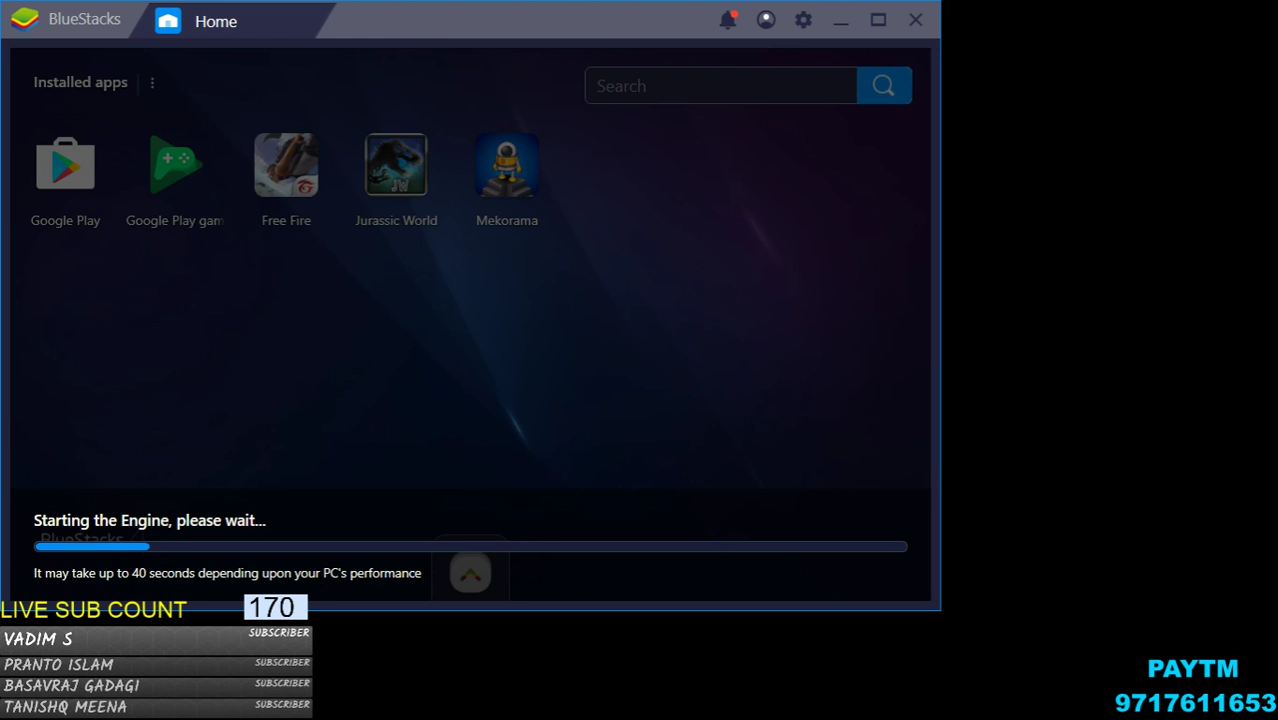 BlueStacks
Home
Installed apps
Search
JW
Google Play
Google Play gam
Free Fire
Jurassic World
Mekorama
Starting the Engine, please wait...
BlueStacks
It may take up to 40 seconds depending upon your PC's performance
LIVE SUB COUNT 170
VADIM S SUBSCRIBER
PRANTO ISLAM SUBSCRIBER
BASAVRAJ GADAGI SUBSCRIBER
TANISHQ MEENA SUBSCRIBER
PAYTM
9717611653